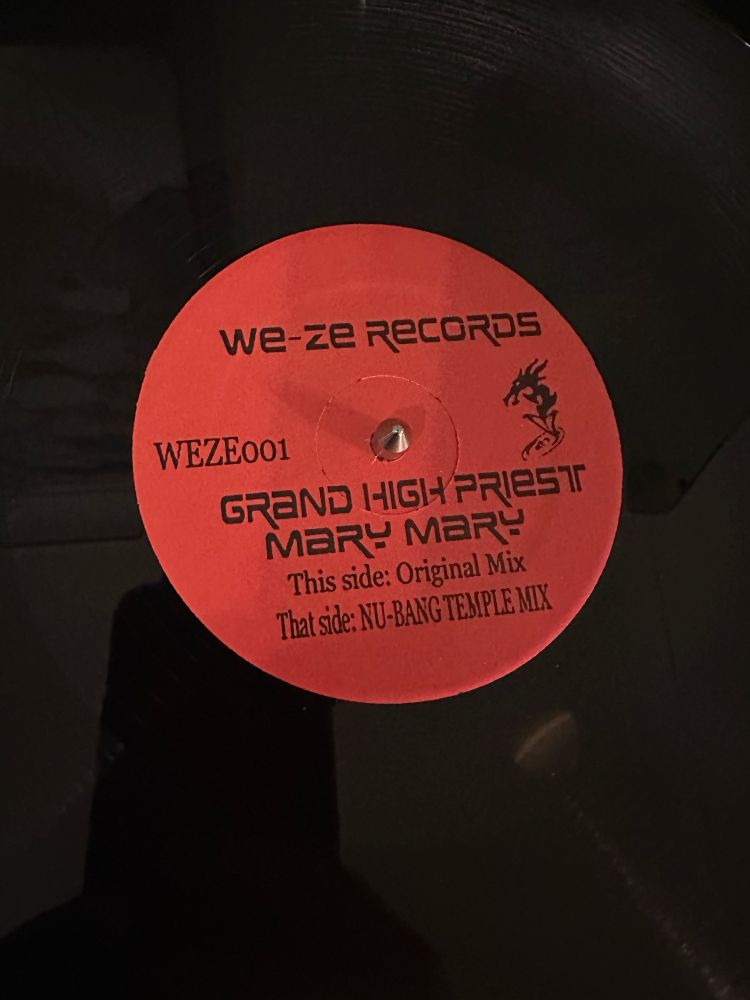 We-Ze Records
WEZE001
GRAND HIGH PRIEST
MARY MARY
This side: Original Mix
That side: NU-BANG TEMPLE MIX